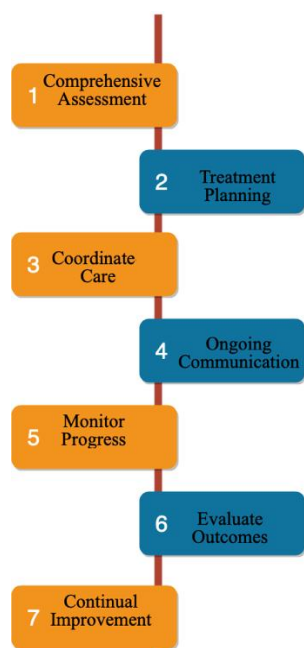 1 Comprehensive
Assessment
2 Treatment
Planning
3 Coordinate
Care
4 Ongoing
Communication
5 Monitor
Progress
6 Evaluate
Outcomes
7 Continual
Improvement